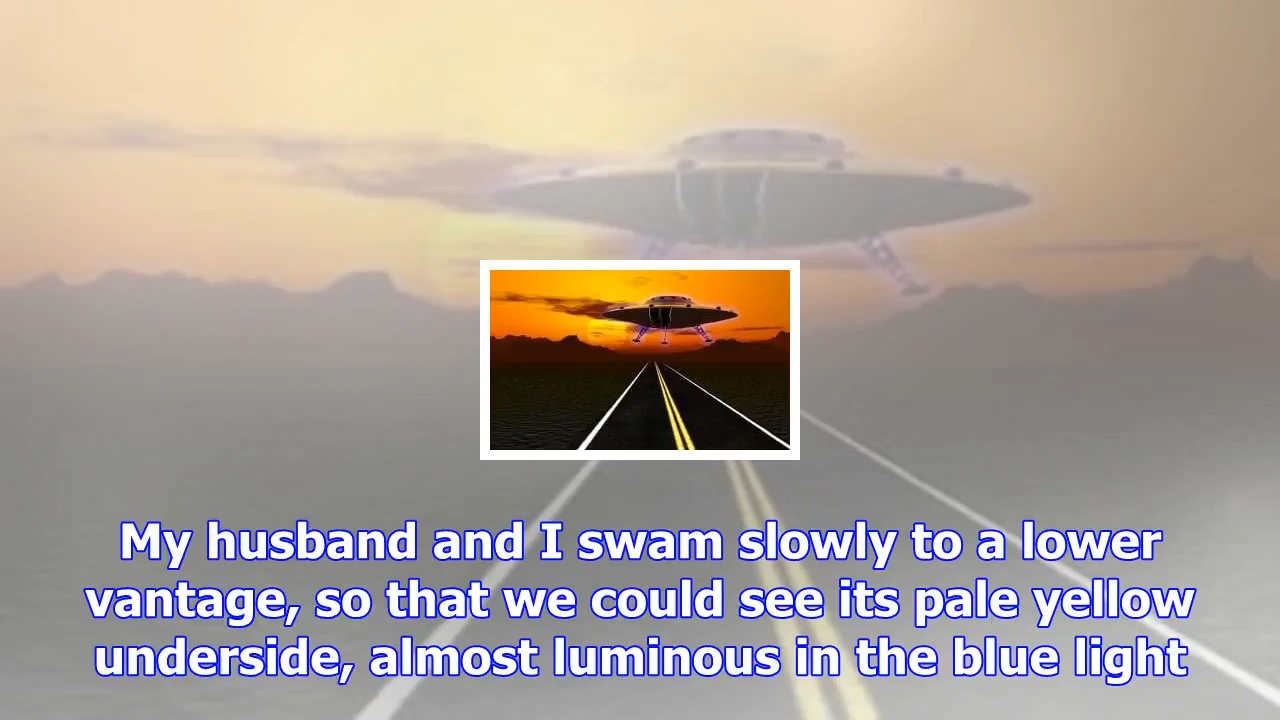 My husband and I swam slowly to a lower
vantage, so that we could see its pale yellow
underside, almost luminous in the blue light